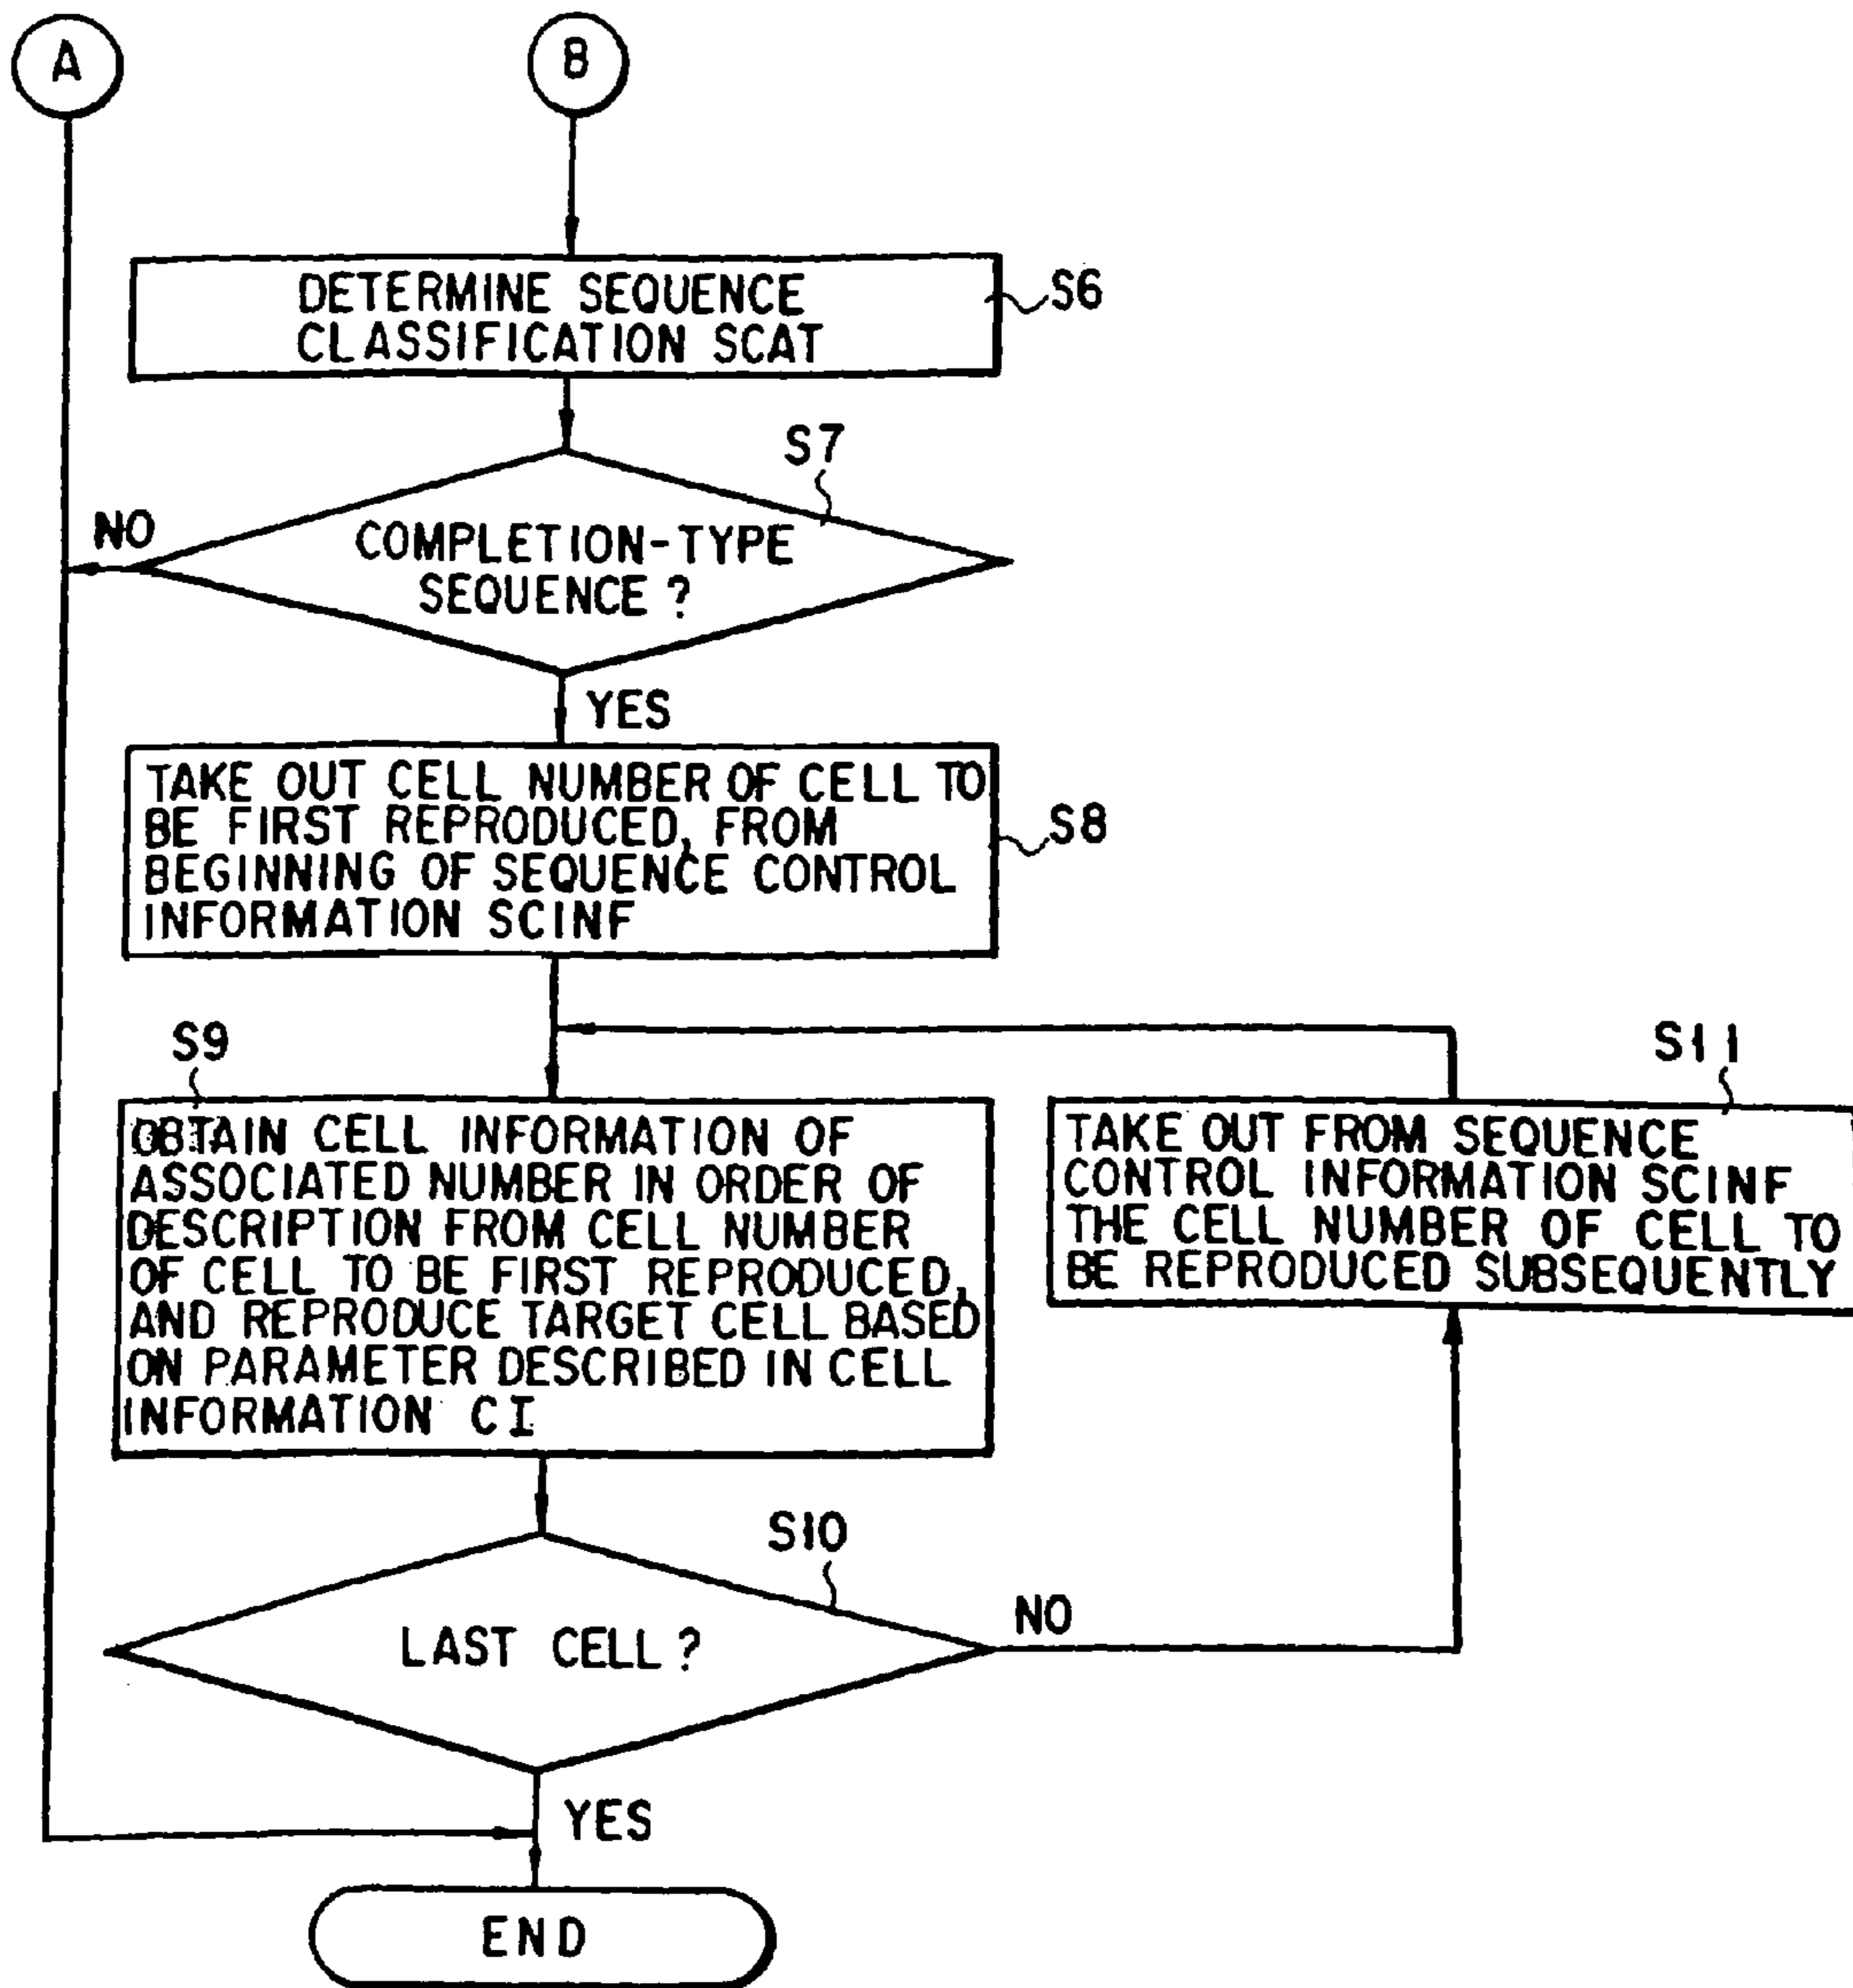 A
B
DETERMINE SEQUENCE
CLASSIFICATION SCAT
S6
S7
NO
COMPLETION-TYPE
SEQUENCE?
YES
TAKE OUT CELL NUMBER OF CELL TO
BE FIRST REPRODUCED, FROM
BEGINNING OF SEQUENCE CONTROL
INFORMATION SCINF
S8
S9
OBTAIN CELL INFORMATION OF
ASSOCIATED NUMBER IN ORDER OF
DESCRIPTION FROM CELL NUMBER
OF CELL TO BE FIRST REPRODUCED,
AND REPRODUCE TARGET CELL BASED
ON PARAMETER DESCRIBED IN CELL
INFORMATION CI
S11
TAKE OUT FROM SEQUENCE
CONTROL INFORMATION SCINF
THE CELL NUMBER OF CELL TO
BE REPRODUCED SUBSEQUENTLY
S10
LAST CELL?
NO
YES
END